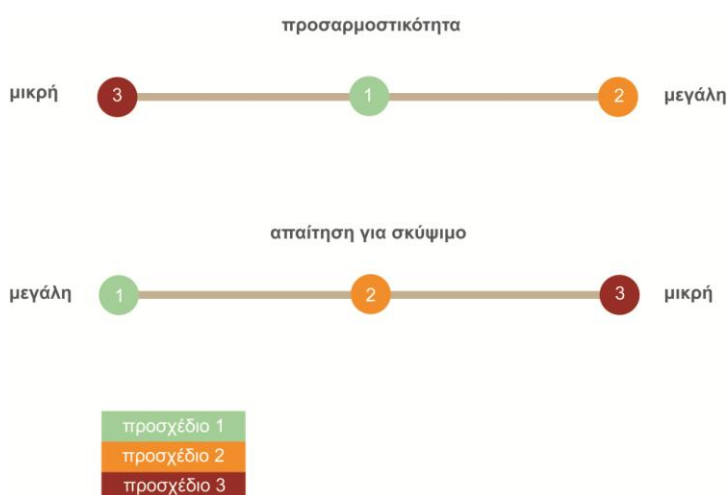 προσαρμοστικότητα
μικρή 3 1 2 μεγάλη
απαίτηση για σκύψιμο
μεγάλη 1 2 3 μικρή
προσχέδιο 1
προσχέδιο 2
προσχέδιο 3